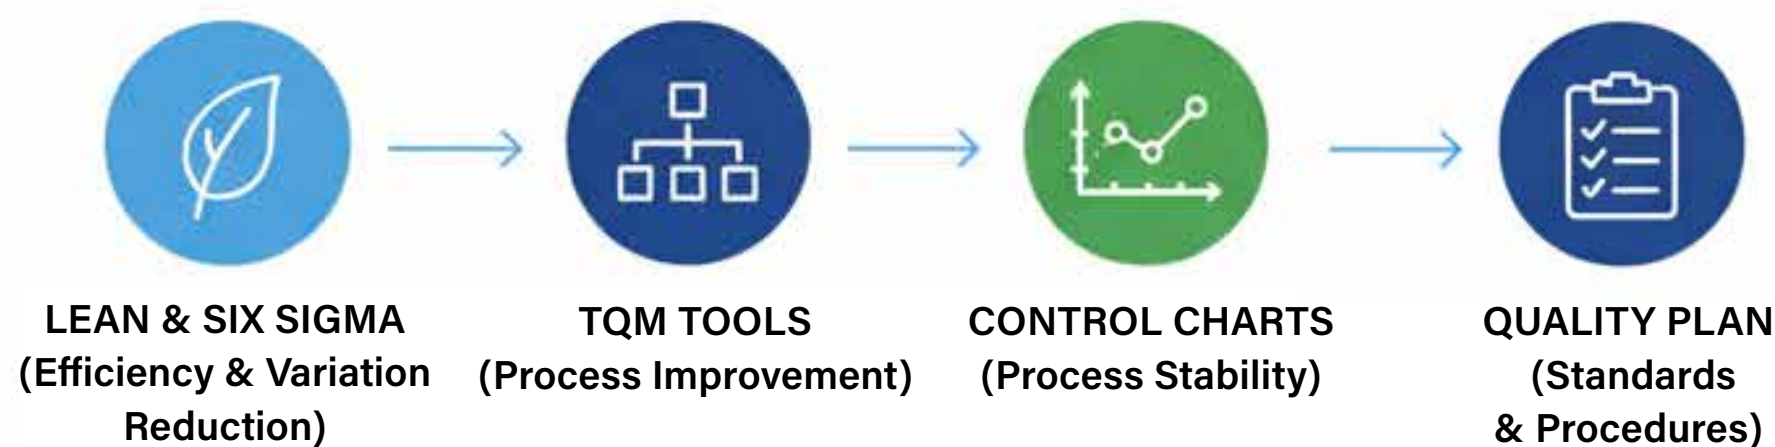 LEAN & SIX SIGMA
(Efficiency & Variation
Reduction)
TQM TOOLS
(Process Improvement)
CONTROL CHARTS
(Process Stability)
QUALITY PLAN
(Standards
& Procedures)